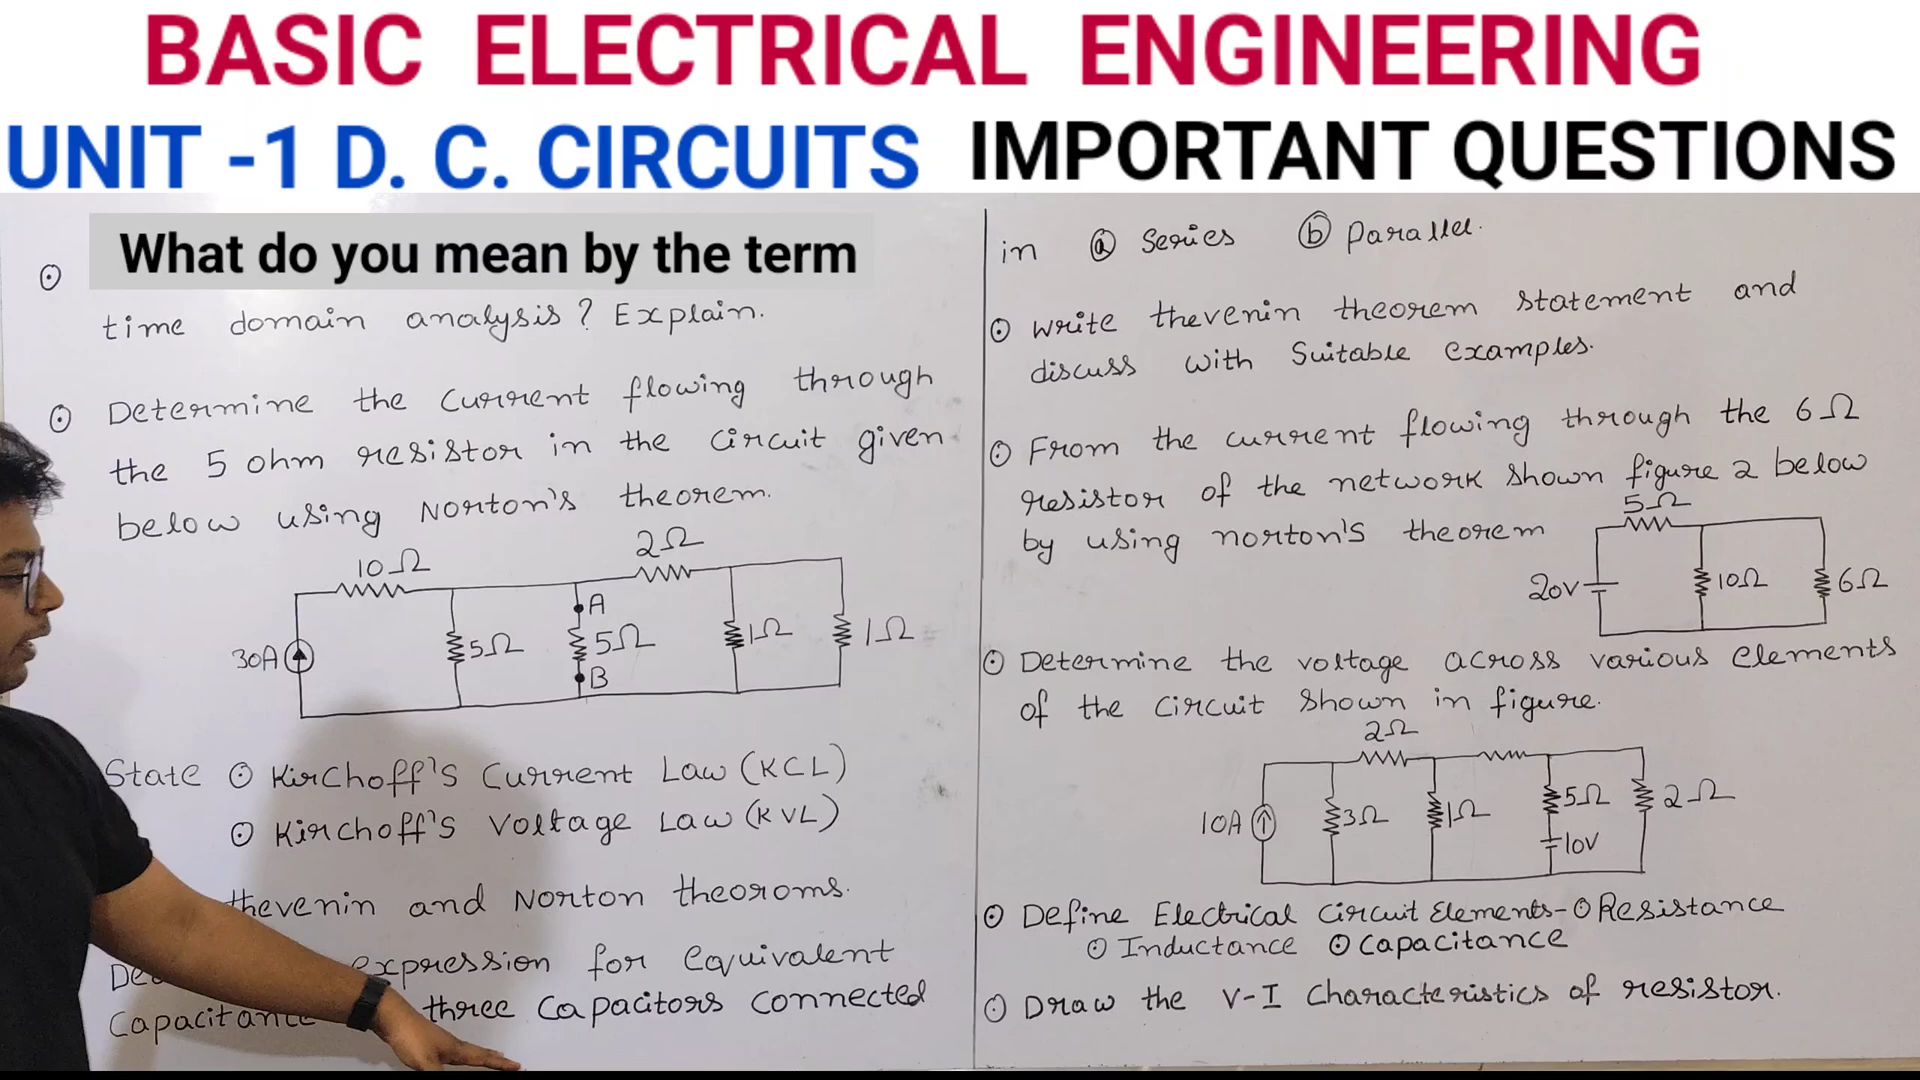 BASIC ELECTRICAL ENGINEERING
UNIT -1 D. C. CIRCUITS IMPORTANT QUESTIONS
What do you mean by the term
time domain analysis? Explain.
Determine the current flowing through
the 5 ohm resistor in the circuit given
below using Norton's theorem.
10Ω
2Ω
30A
5Ω
A
5Ω
B
1Ω
1Ω
State ⊙ Kirchoff's Current Law (KCL)
⊙ Kirchoff's Voltage Law (KVL)
thevenin and Norton theoroms.
expression for equivalent
Capacitance three Capacitors connected
in ⓐ Series ⓑ parallel.
⊙ write thevenin theorem statement and
discuss with Suitable examples.
⊙ From the current flowing through the 6Ω
resistor of the network shown figure 2 below
by using norton's theorem
5Ω
20V
10Ω
6Ω
⊙ Determine the voltage across various elements
of the circuit shown in figure.
2Ω
10A
3Ω
1Ω
5Ω
10V
2Ω
⊙ Define Electrical circuit Elements- ⊙ Resistance
⊙ Inductance ⊙ Capacitance
⊙ Draw the V-I Characteristics of resistor.